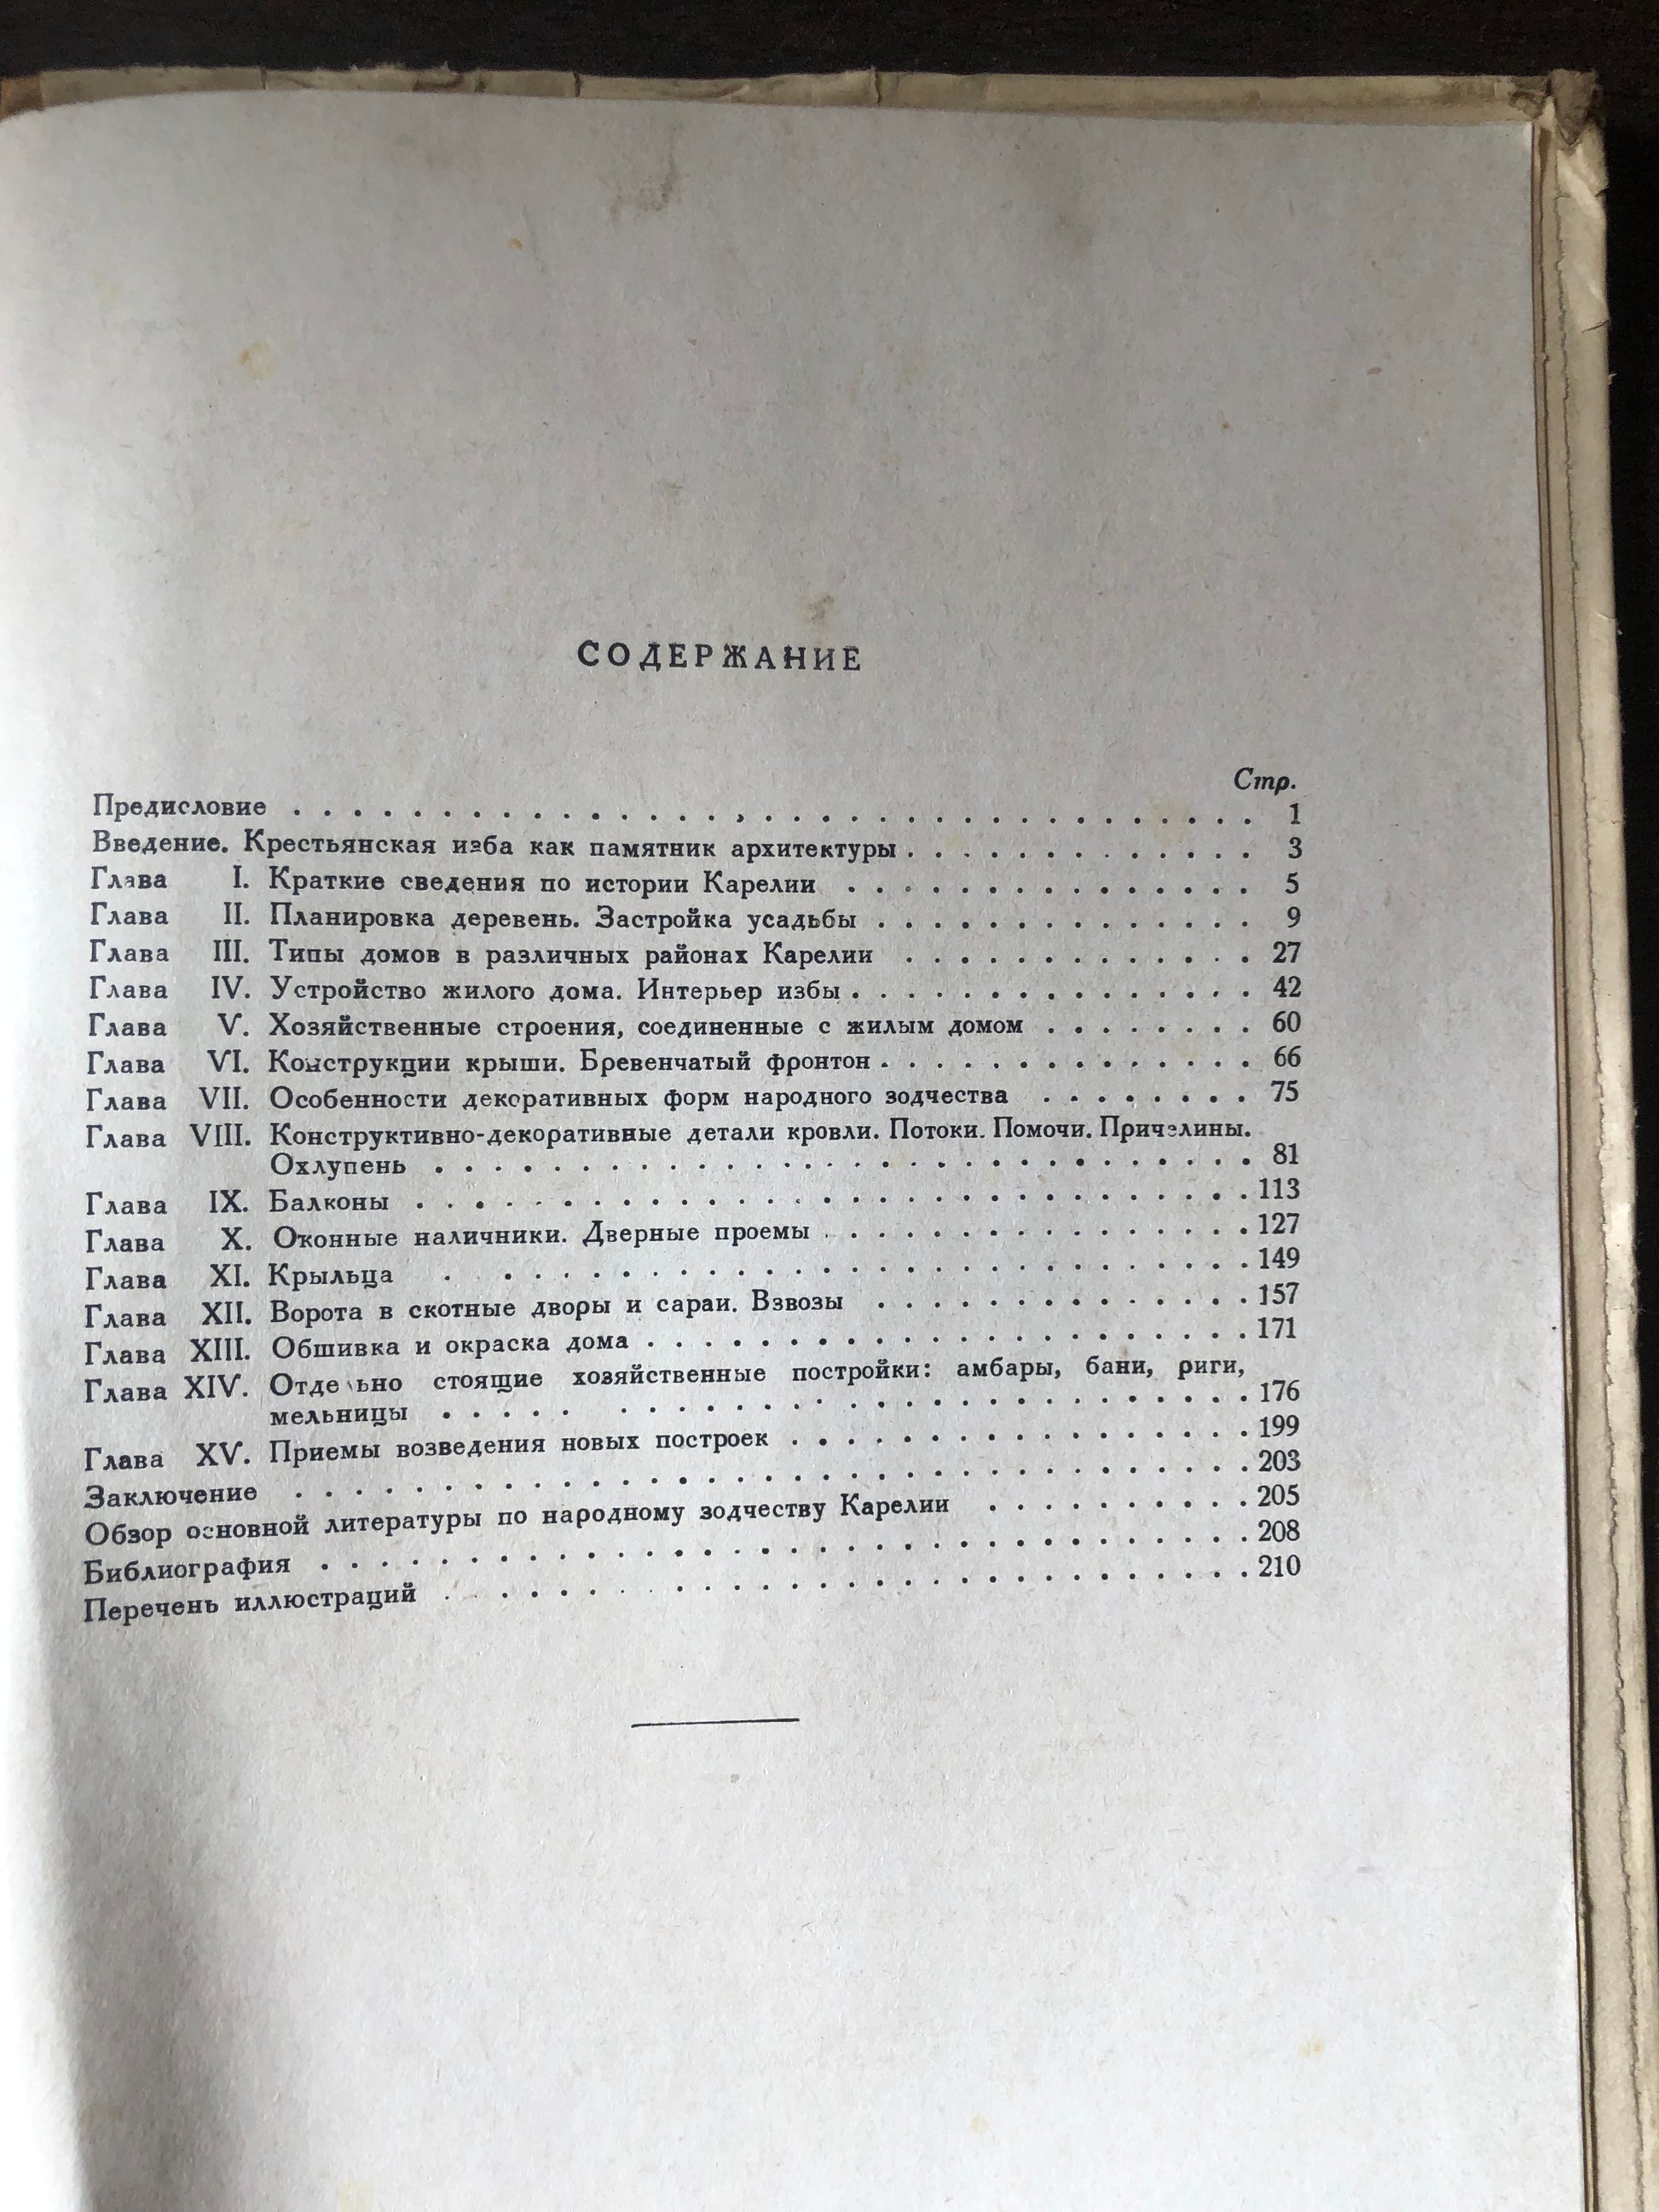 СОДЕРЖАНИЕ
Стр.
Предисловие . . . . . . . . . . . . . . . . . . . . 1
Введение. Крестьянская изба как памятник архитектуры . . . . . . . . . . 3
Глава I. Краткие сведения по истории Карелии . . . . . . . . . . 5
Глава II. Планировка деревень. Застройка усадьбы . . . . . . . . . . 9
Глава III. Типы домов в различных районах Карелии . . . . . . . . . . 27
Глава IV. Устройство жилого дома. Интерьер избы . . . . . . . . . . 42
Глава V. Хозяйственные строения, соединенные с жилым домом . . . . . . . . 60
Глава VI. Конструкции крыши. Бревенчатый фронтон . . . . . . . . . . 66
Глава VII. Особенности декоративных форм народного зодчества . . . . . . . . 75
Глава VIII. Конструктивно-декоративные детали кровли. Потоки. Помочи. Причелины.
Охлупень . . . . . . . . . . . . . . . . . . . . 81
Глава IX. Балконы . . . . . . . . . . . . . . . . . . . . 113
Глава X. Оконные наличники. Дверные проемы . . . . . . . . . . 127
Глава XI. Крыльца . . . . . . . . . . . . . . . . . . . . 149
Глава XII. Ворота в скотные дворы и сараи. Взвозы . . . . . . . . . . 157
Глава XIII. Обшивка и окраска дома . . . . . . . . . . . . . . . 171
Глава XIV. Отдельно стоящие хозяйственные постройки: амбары, бани, риги,
мельницы . . . . . . . . . . . . . . . . . . . . 176
Глава XV. Приемы возведения новых построек . . . . . . . . . . 199
Заключение . . . . . . . . . . . . . . . . . . . . 203
Обзор основной литературы по народному зодчеству Карелии . . . . . . . . . . 205
Библиография . . . . . . . . . . . . . . . . . . . . 208
Перечень иллюстраций . . . . . . . . . . . . . . . . . . . . 210